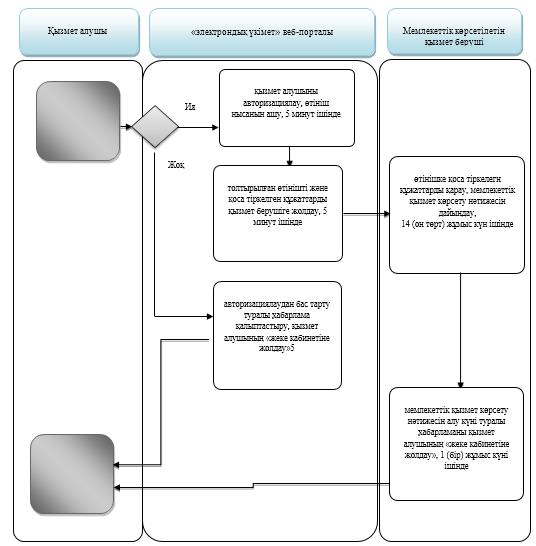 Қызмет алушы
«электрондық үкімет» веб-порталы
Мемлекеттік көрсетілетін
қызмет беруші
қызмет алушыны
авторизациялау, өтініш
нысанын ашу, 5 минут ішінде
Ия
Жоқ
толтырылған өтінішті және
қоса тіркелген құжаттарды
қызмет берушіге жолдау, 5
минут ішінде
өтінішке қоса тіркелегн
құжаттарды қарау, мемлекеттік
қызмет көрсету нәтижесін
дайындау,
14 (он төрт) жұмыс күн ішінде
авторизациялаудан бас тарту
туралы хабарлама
қалыптастыру, қызмет
алушының «жеке кабинетіне
жолдау»5
мемлекеттік қызмет көрсету
нәтижесін алу күні туралы
хабарламаны қызмет
алушының «жеке кабинетіне
жолдау», 1 (бір) жұмыс күні
ішінде